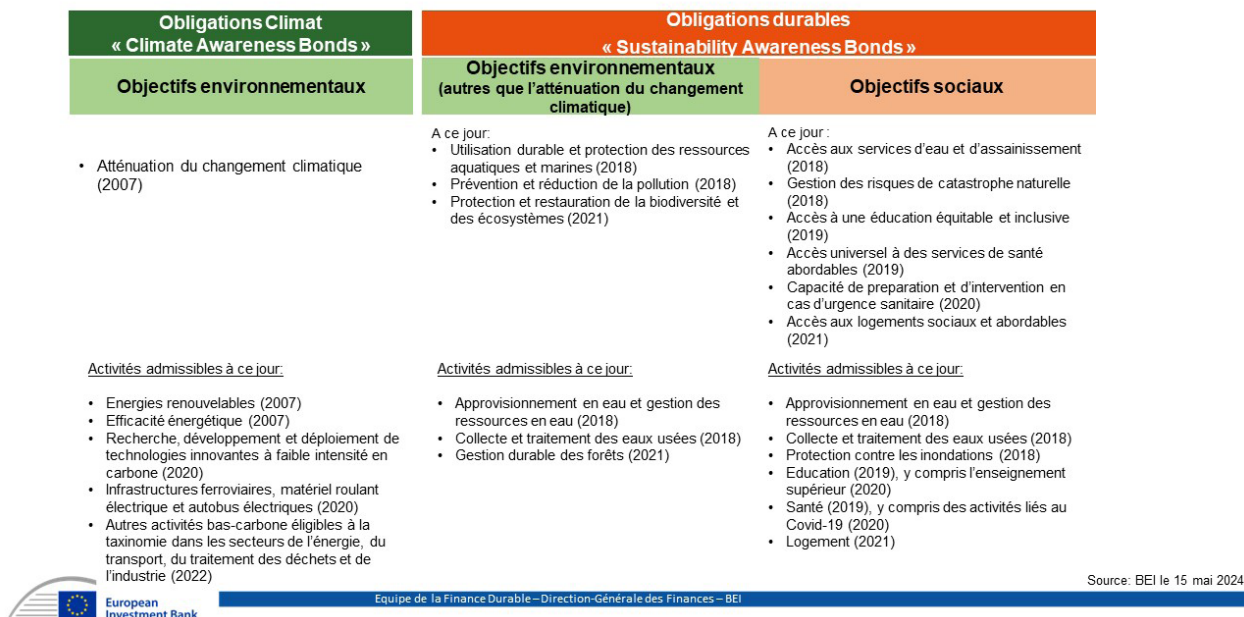 Obligations Climat
« Climate Awareness Bonds »
Obligations durables
« Sustainability Awareness Bonds »
Objectifs environnementaux
Objectifs environnementaux
(autres que l'atténuation du changement
climatique)
Objectifs sociaux
• Atténuation du changement climatique
(2007)
A ce jour:
• Utilisation durable et protection des ressources
aquatiques et marines (2018)
• Prévention et réduction de la pollution (2018)
• Protection et restauration de la biodiversité et
des écosystèmes (2021)
A ce jour :
• Accès aux services d'eau et d'assainissement
(2018)
• Gestion des risques de catastrophe naturelle
(2018)
• Accès à une éducation équitable et inclusive
(2019)
• Accès universel à des services de santé
abordables (2019)
• Capacité de preparation et d'intervention en
cas d'urgence sanitaire (2020)
• Accès aux logements sociaux et abordables
(2021)
Activités admissibles à ce jour:
• Energies renouvelables (2007)
• Efficacité énergétique (2007)
• Recherche, développement et déploiement de
technologies innovantes à faible intensité en
carbone (2020)
• Infrastructures ferroviaires, matériel roulant
électrique et autobus électriques (2020)
• Autres activités bas-carbone éligibles à la
taxinomie dans les secteurs de l'énergie, du
transport, du traitement des déchets et de
l'industrie (2022)
Activités admissibles à ce jour:
• Approvisionnement en eau et gestion des
ressources en eau (2018)
• Collecte et traitement des eaux usées (2018)
• Gestion durable des forêts (2021)
Activités admissibles à ce jour:
• Approvisionnement en eau et gestion des
ressources en eau (2018)
• Collecte et traitement des eaux usées (2018)
• Protection contre les inondations (2018)
• Education (2019), y compris l'enseignement
supérieur (2020)
• Santé (2019), y compris des activités liés au
Covid-19 (2020)
• Logement (2021)
Source: BEI le 15 mai 2024
European
Investment Bank
Equipe de la Finance Durable – Direction-Générale des Finances – BEI